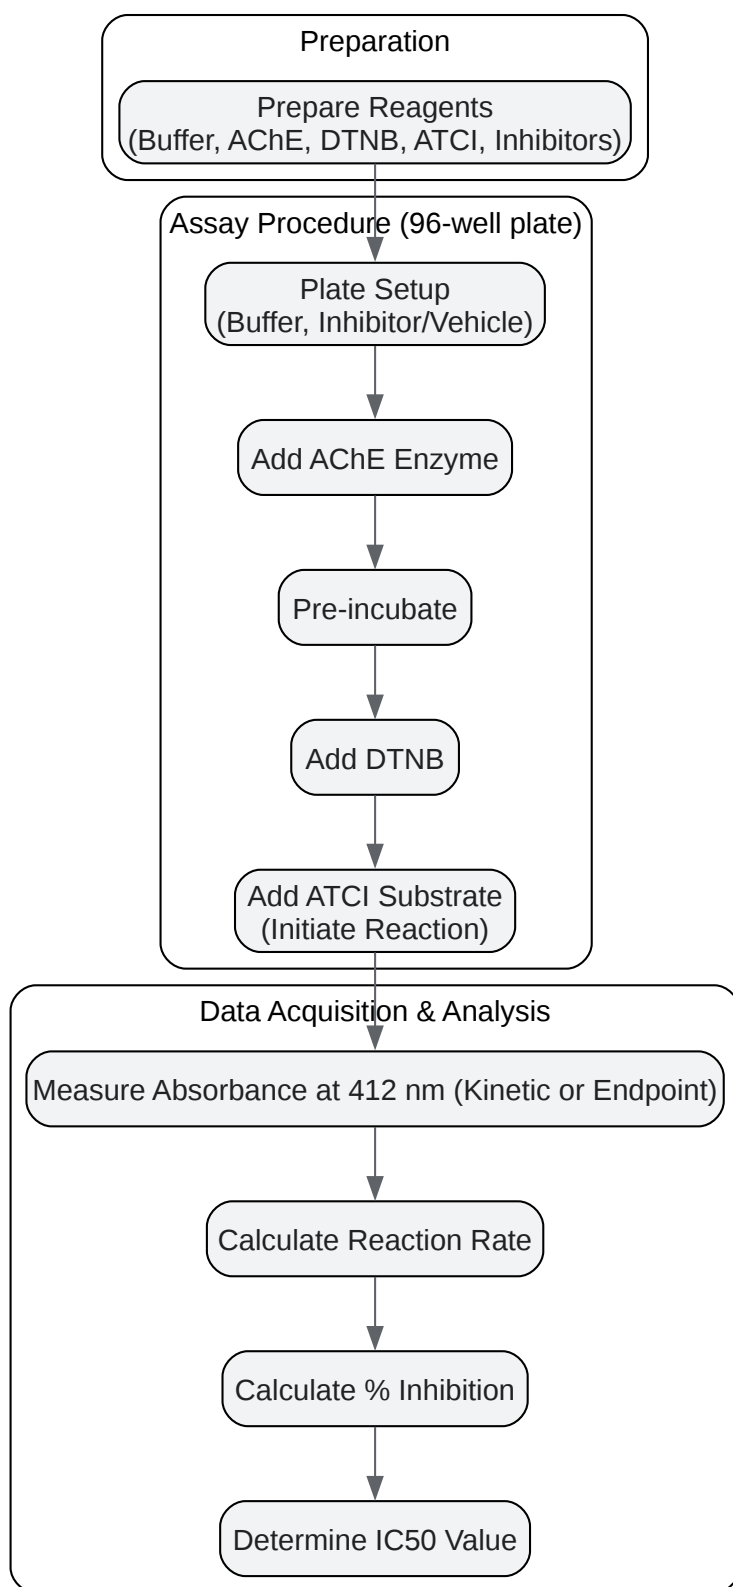 Preparation
Prepare Reagents
(Buffer, AChE, DTNB, ATCI, Inhibitors)
Assay Procedure (96-well plate)
Plate Setup
(Buffer, Inhibitor/Vehicle)
Add AChE Enzyme
Pre-incubate
Add DTNB
Add ATCI Substrate
(Initiate Reaction)
Data Acquisition & Analysis
Measure Absorbance at 412 nm (Kinetic or Endpoint)
Calculate Reaction Rate
Calculate % Inhibition
Determine IC50 Value